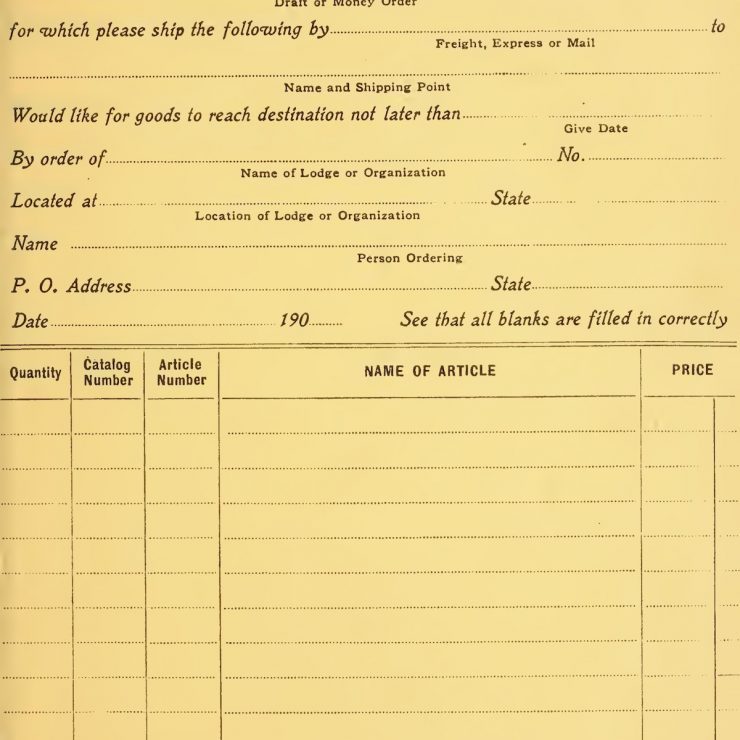 Draft or Money Order
for which please ship the following by to
Freight, Express or Mail
Name and Shipping Point
Would like for goods to reach destination not later than
Give Date
By order of No.
Name of Lodge or Organization
Located at State
Location of Lodge or Organization
Name
Person Ordering
P. O. Address State
Date 190 See that all blanks are filled in correctly
Quantity Catalog Number Article Number NAME OF ARTICLE PRICE